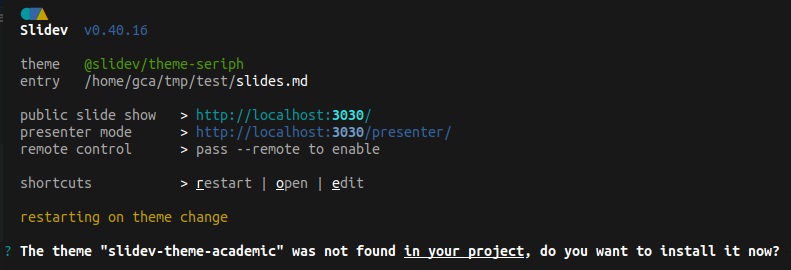 Slidev v0.40.16
theme @slidev/theme-seriph
entry /home/gca/tmp/test/slides.md
public slide show > http://localhost:3030/
presenter mode > http://localhost:3030/presenter/
remote control > pass --remote to enable
shortcuts > restart | open | edit
restarting on theme change
? The theme "slidev-theme-academic" was not found in your project, do you want to install it now?